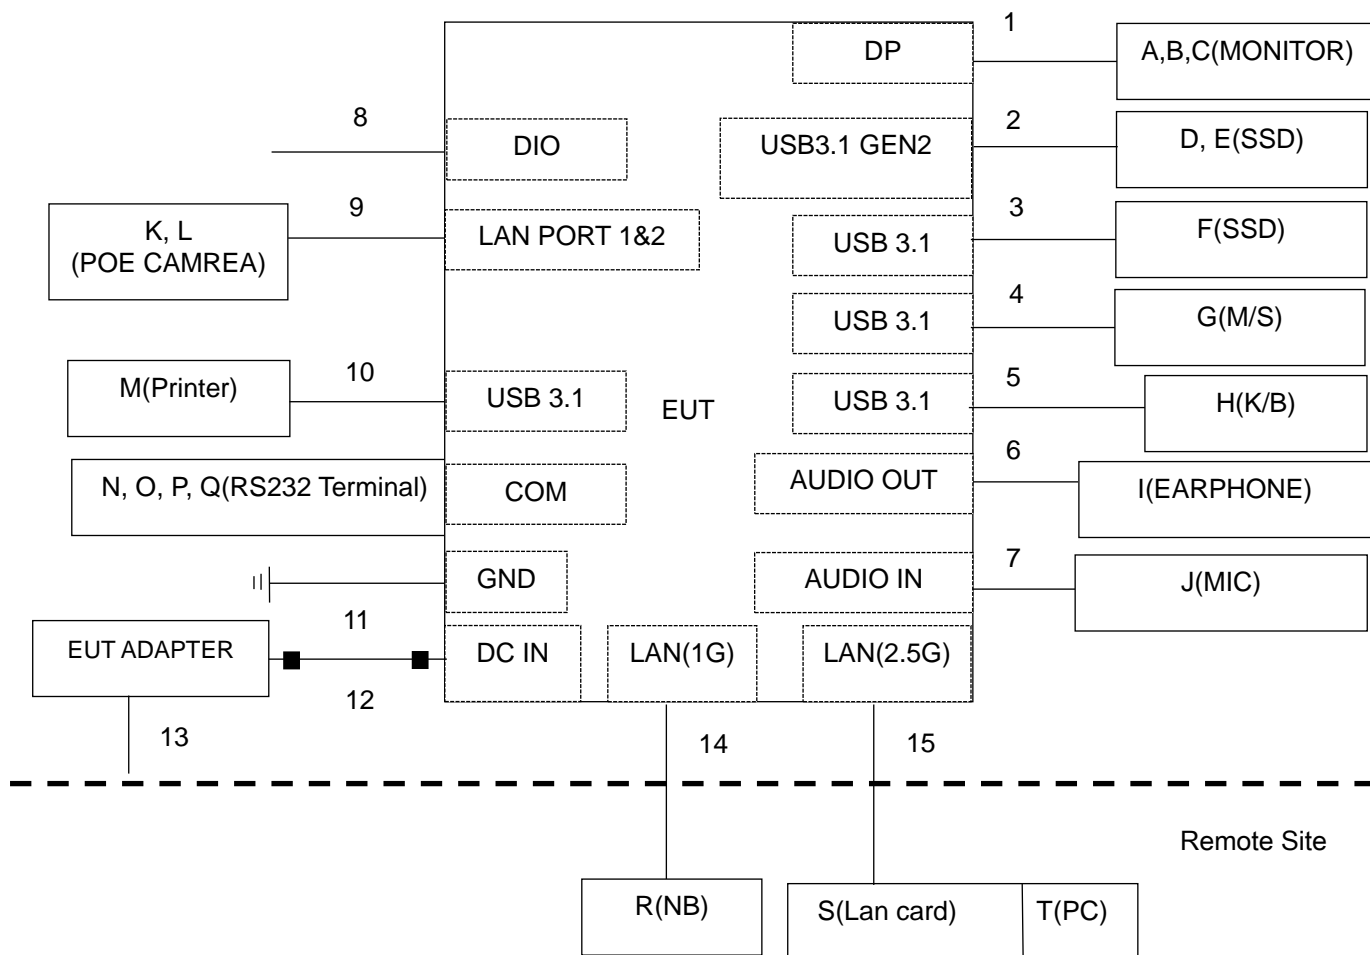 1
DP
A,B,C(MONITOR)
8
DIO
2
USB3.1 GEN2
D, E(SSD)
9
K, L
(POE CAMREA)
LAN PORT 1&2
3
USB 3.1
F(SSD)
4
USB 3.1
G(M/S)
10
M(Printer)
USB 3.1
EUT
5
USB 3.1
H(K/B)
N, O, P, Q(RS232 Terminal)
COM
6
AUDIO OUT
I(EARPHONE)
GND
7
AUDIO IN
J(MIC)
11
EUT ADAPTER
DC IN
LAN(1G)
LAN(2.5G)
12
13
14
15
Remote Site
R(NB)
S(Lan card)
T(PC)